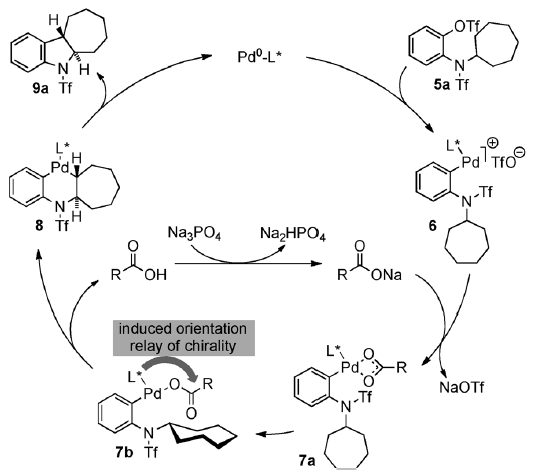 H
H
N
Tf
9a
Pd⁰-L*
OTf
N
Tf
5a
L*
Pd
⊕
TfO⊖
N
Tf
6
L*
Pd
H
H
N
Tf
8
O
R
OH
Na₃PO₄
Na₂HPO₄
O
R
ONa
induced orientation
relay of chirality
L*
Pd
O
R
O
N
Tf
7b
L*
Pd
O
O
R
N
Tf
7a
NaOTf